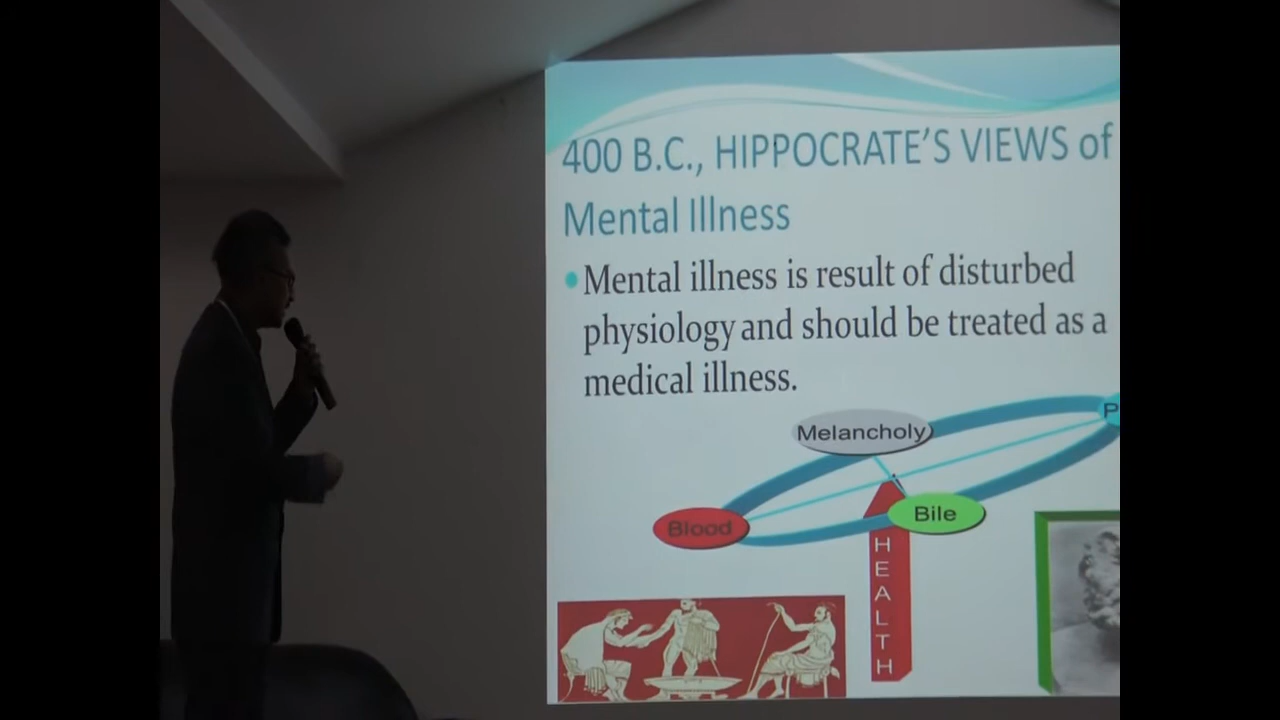 400 B.C., HIPPOCRATE'S VIEWS of
Mental Illness
Mental illness is result of disturbed
physiology and should be treated as a
medical illness.
P
Melancholy
Blood
Bile
HEALTH